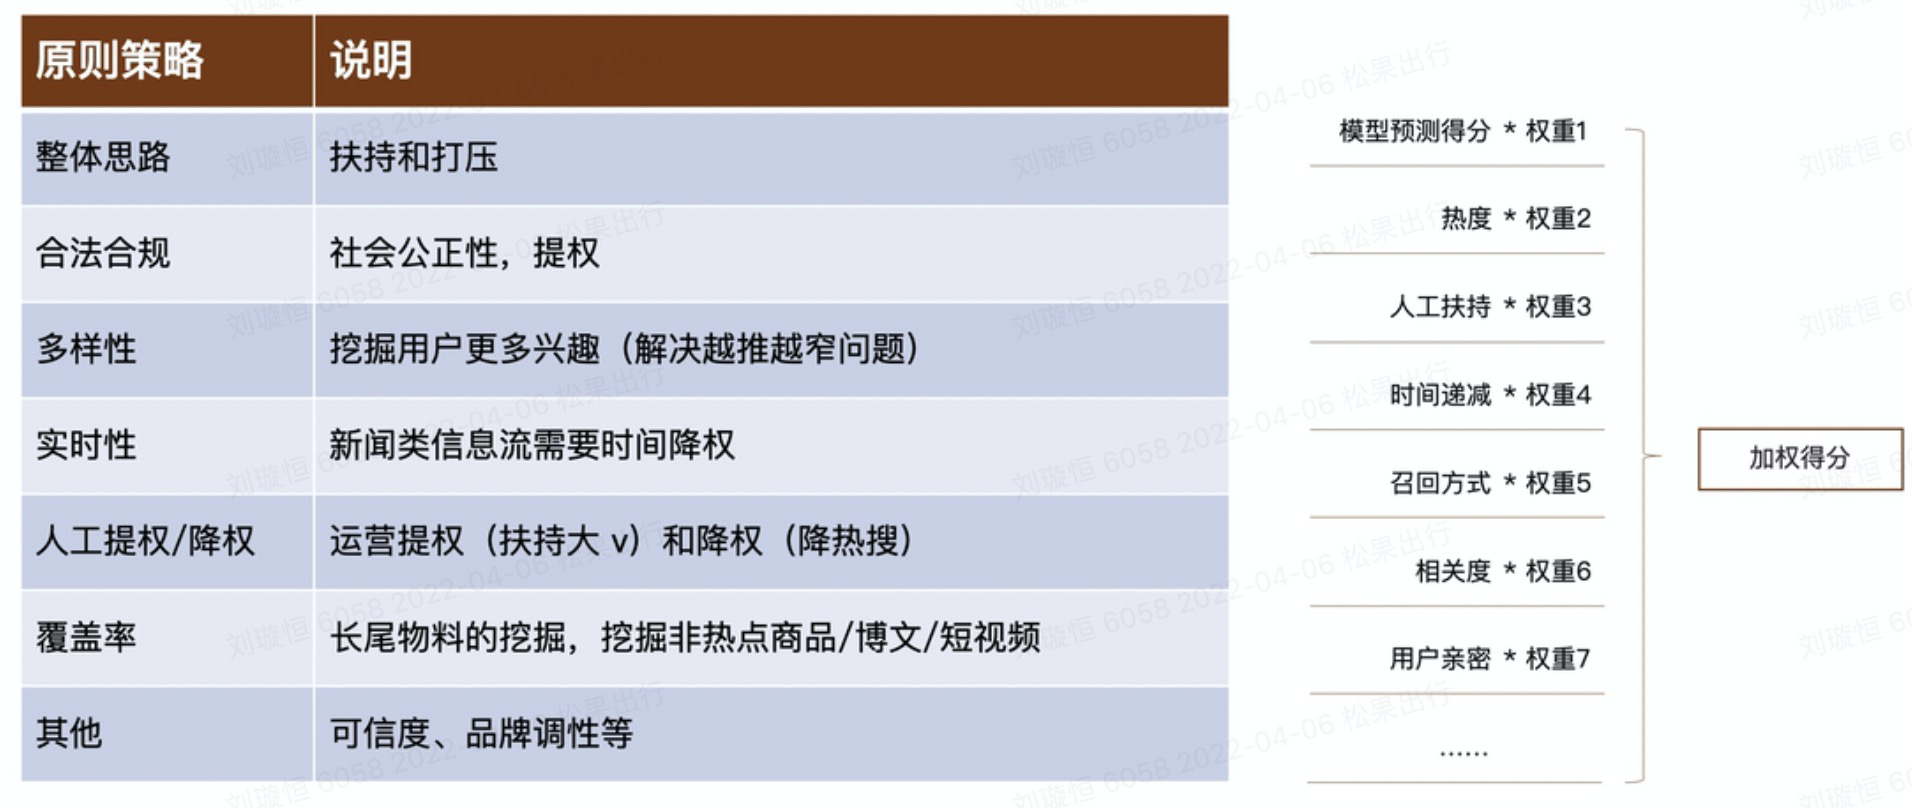 原则策略 说明
整体思路 扶持和打压
合法合规 社会公正性，提权
多样性 挖掘用户更多兴趣（解决越推越窄问题）
实时性 新闻类信息流需要时间降权
人工提权/降权 运营提权（扶持大 v）和降权（降热搜）
覆盖率 长尾物料的挖掘，挖掘非热点商品/博文/短视频
其他 可信度、品牌调性等
模型预测得分 * 权重1
热度 * 权重2
人工扶持 * 权重3
时间递减 * 权重4
召回方式 * 权重5
相关度 * 权重6
用户亲密 * 权重7
......
加权得分
刘璇恒 6058 2022-04-06 松果出行